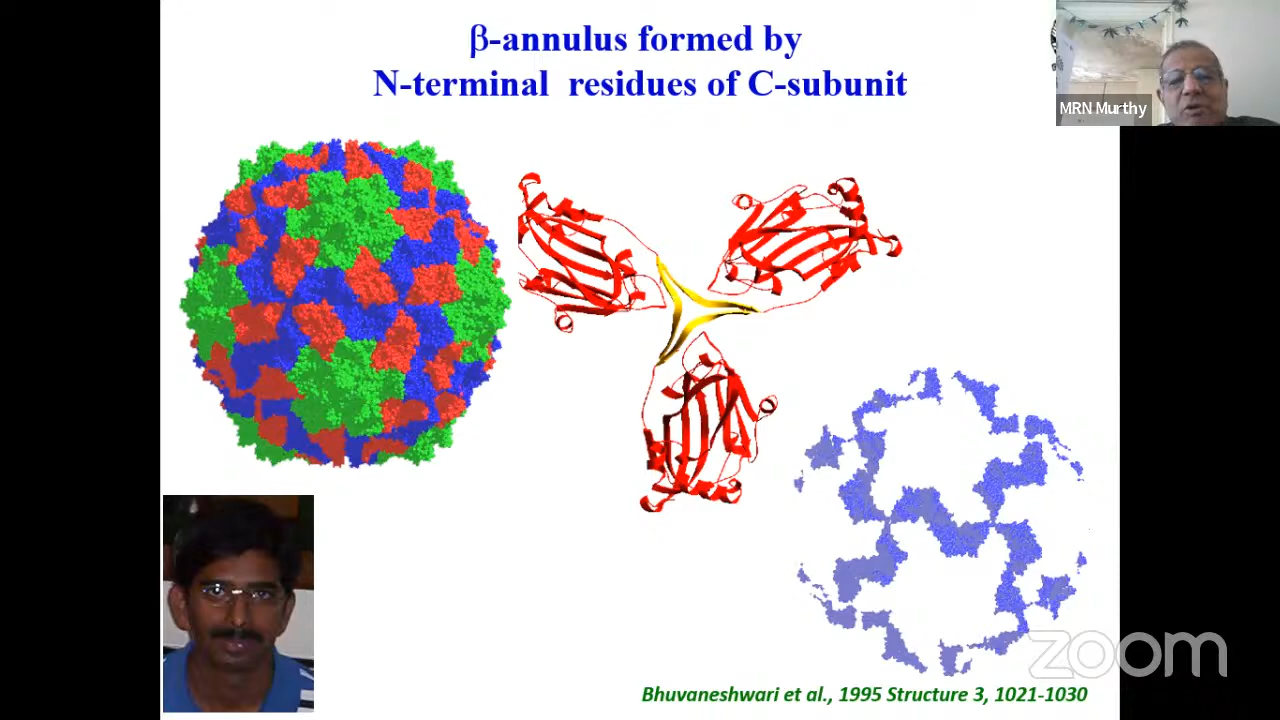 β-annulus formed by
N-terminal residues of C-subunit
MRN Murthy
zoom
Bhuvaneshwari et al., 1995 Structure 3, 1021-1030